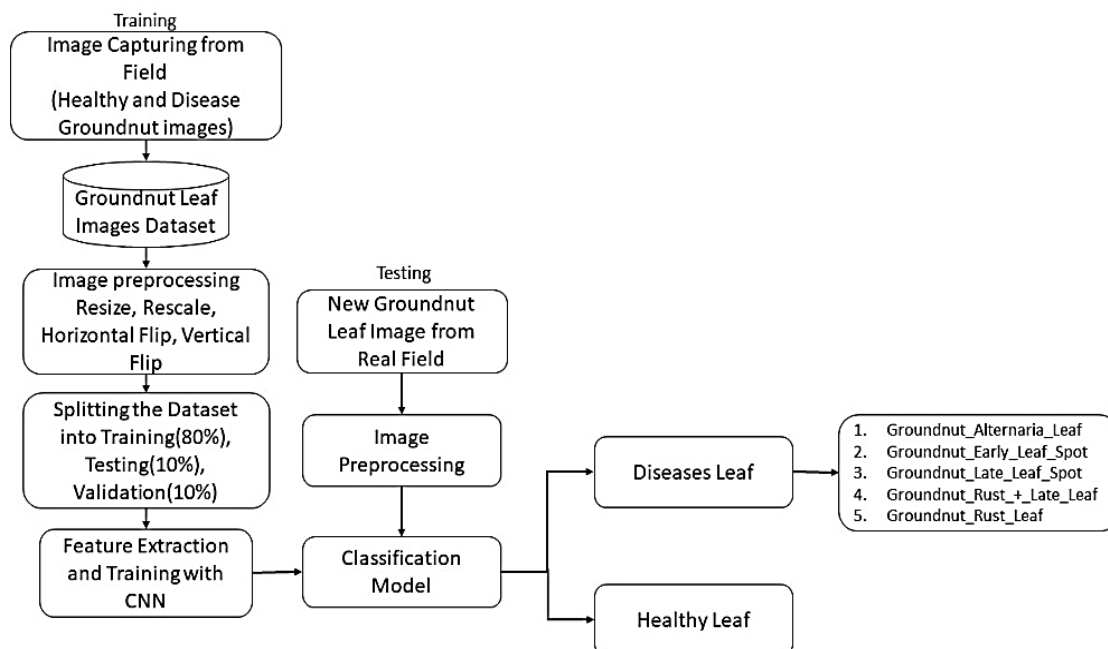 Training
Image Capturing from
Field
(Healthy and Disease
Groundnut images)
Groundnut Leaf
Images Dataset
Image preprocessing
Resize, Rescale,
Horizontal Flip, Vertical
Flip
Splitting the Dataset
into Training(80%),
Testing(10%),
Validation(10%)
Feature Extraction
and Training with
CNN
Testing
New Groundnut
Leaf Image from
Real Field
Image
Preprocessing
Classification
Model
Diseases Leaf
Healthy Leaf
1. Groundnut_Alternaria_Leaf
2. Groundnut_Early_Leaf_Spot
3. Groundnut_Late_Leaf_Spot
4. Groundnut_Rust_+_Late_Leaf
5. Groundnut_Rust_Leaf